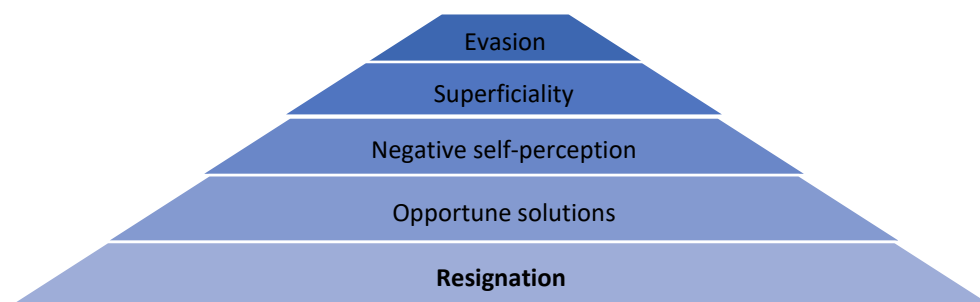 Evasion
Superficiality
Negative self-perception
Opportune solutions
Resignation